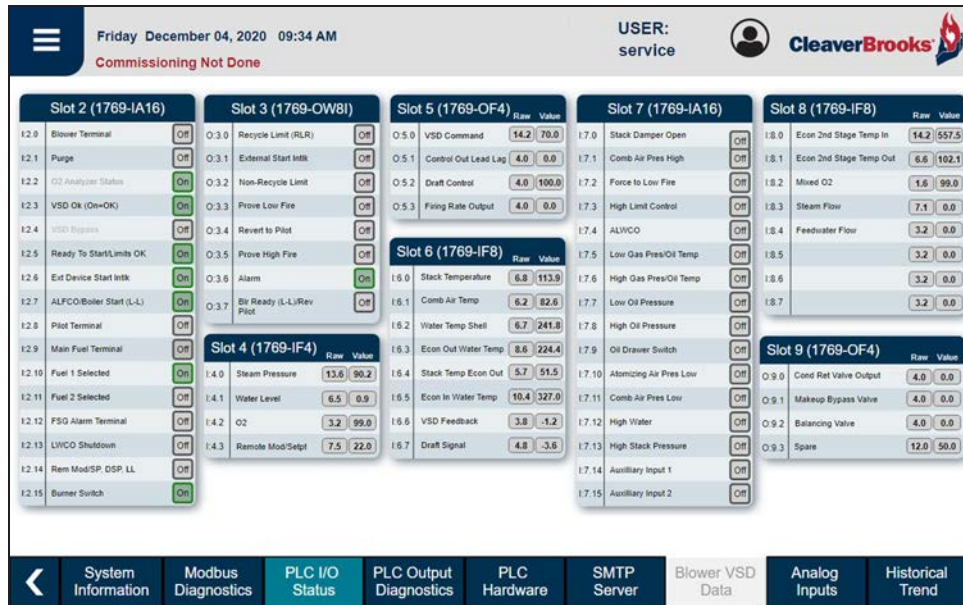 Friday December 04, 2020 09:34 AM
Commissioning Not Done
USER:
service
CleaverBrooks
Slot 2 (1769-IA16)
I:2.0 Blower Terminal Off
I:2.1 Purge Off
I:2.2 O2 Analyzer Status On
I:2.3 VSD Ok (On=OK) On
I:2.4 VSD Bypass Off
I:2.5 Ready To Start/Limits OK On
I:2.6 Ext Device Start Intlk On
I:2.7 ALFCO/Boiler Start (L-L) On
I:2.8 Pilot Terminal Off
I:2.9 Main Fuel Terminal Off
I:2.10 Fuel 1 Selected On
I:2.11 Fuel 2 Selected Off
I:2.12 FSG Alarm Terminal Off
I:2.13 LWCO Shutdown Off
I:2.14 Rem Mod/SP, DSP, LL Off
I:2.15 Burner Switch On
Slot 3 (1769-OW8I)
O:3.0 Recycle Limit (RLR) Off
O:3.1 External Start Intlk Off
O:3.2 Non-Recycle Limit Off
O:3.3 Prove Low Fire Off
O:3.4 Revert to Pilot Off
O:3.5 Prove High Fire Off
O:3.6 Alarm On
O:3.7 Blr Ready (L-L)/Rev Pilot Off
Slot 4 (1769-IF4) Raw Value
I:4.0 Steam Pressure 13.6 90.2
I:4.1 Water Level 6.5 0.9
I:4.2 O2 3.2 99.0
I:4.3 Remote Mod/Setpt 7.5 22.0
Slot 5 (1769-OF4) Raw Value
O:5.0 VSD Command 14.2 70.0
O:5.1 Control Out Lead Lag 4.0 0.0
O:5.2 Draft Control 4.0 100.0
O:5.3 Firing Rate Output 4.0 0.0
Slot 6 (1769-IF8) Raw Value
I:6.0 Stack Temperature 6.8 113.9
I:6.1 Comb Air Temp 6.2 82.6
I:6.2 Water Temp Shell 6.7 241.8
I:6.3 Econ Out Water Temp 8.6 224.4
I:6.4 Stack Temp Econ Out 5.7 51.5
I:6.5 Econ In Water Temp 10.4 327.0
I:6.6 VSD Feedback 3.8 -1.2
I:6.7 Draft Signal 4.8 -3.6
Slot 7 (1769-IA16)
I:7.0 Stack Damper Open Off
I:7.1 Comb Air Pres High Off
I:7.2 Force to Low Fire Off
I:7.3 High Limit Control Off
I:7.4 ALWCO Off
I:7.5 Low Gas Pres/Oil Temp Off
I:7.6 High Gas Pres/Oil Temp Off
I:7.7 Low Oil Pressure Off
I:7.8 High Oil Pressure Off
I:7.9 Oil Drawer Switch Off
I:7.10 Atomizing Air Pres Low Off
I:7.11 Comb Air Pres Low Off
I:7.12 High Water Off
I:7.13 High Stack Pressure Off
I:7.14 Auxilliary Input 1 Off
I:7.15 Auxilliary Input 2 Off
Slot 8 (1769-IF8) Raw Value
I:8.0 Econ 2nd Stage Temp In 14.2 557.5
I:8.1 Econ 2nd Stage Temp Out 6.6 102.1
I:8.2 Mixed O2 1.6 99.0
I:8.3 Steam Flow 7.1 0.0
I:8.4 Feedwater Flow 3.2 0.0
I:8.5 3.2 0.0
I:8.6 3.2 0.0
I:8.7 3.2 0.0
Slot 9 (1769-OF4) Raw Value
O:9.0 Cond Ret Valve Output 4.0 0.0
O:9.1 Makeup Bypass Valve 4.0 0.0
O:9.2 Balancing Valve 4.0 0.0
O:9.3 Spare 12.0 50.0
System Information
Modbus Diagnostics
PLC I/O Status
PLC Output Diagnostics
PLC Hardware
SMTP Server
Blower VSD Data
Analog Inputs
Historical Trend